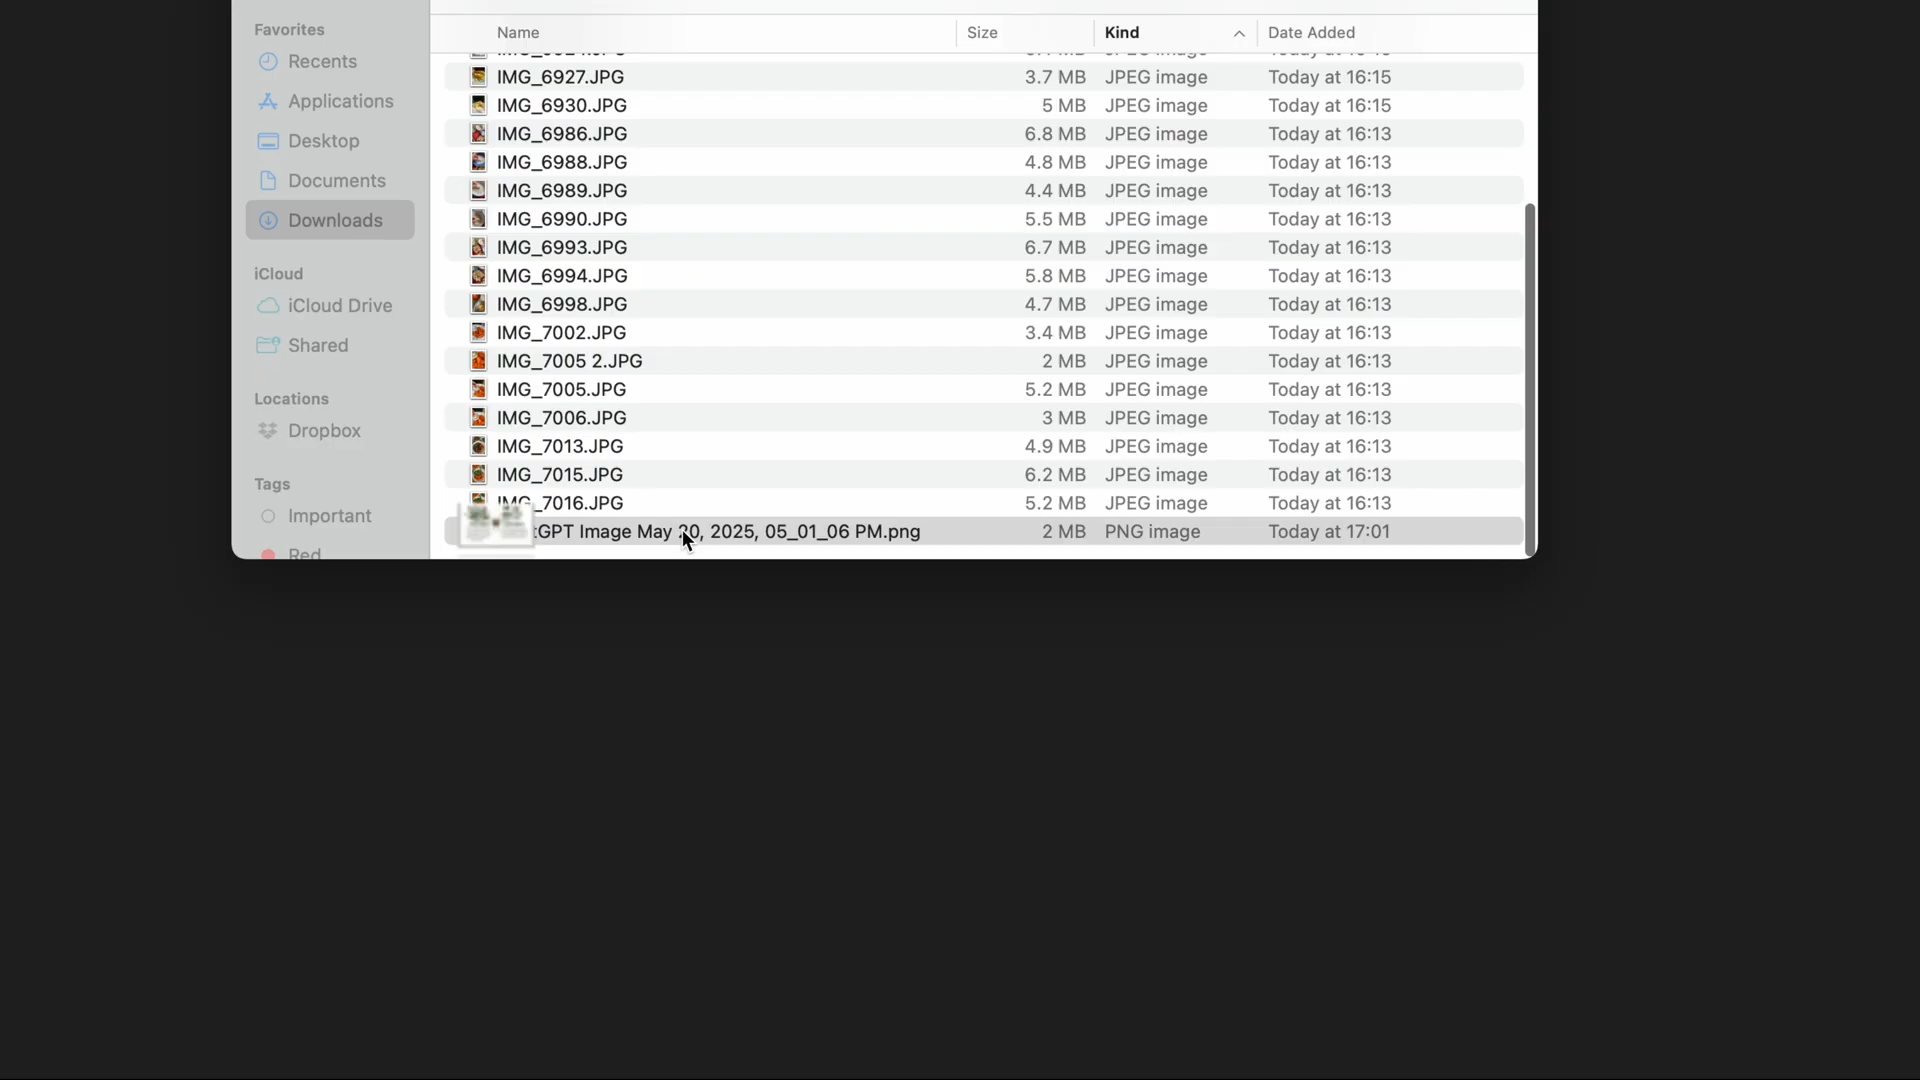 Favorites
Recents
Applications
Desktop
Documents
Downloads
iCloud
iCloud Drive
Shared
Locations
Dropbox
Tags
Important
Red
Name Size Kind Date Added
IMG_6927.JPG 3.7 MB JPEG image Today at 16:15
IMG_6930.JPG 5 MB JPEG image Today at 16:15
IMG_6986.JPG 6.8 MB JPEG image Today at 16:13
IMG_6988.JPG 4.8 MB JPEG image Today at 16:13
IMG_6989.JPG 4.4 MB JPEG image Today at 16:13
IMG_6990.JPG 5.5 MB JPEG image Today at 16:13
IMG_6993.JPG 6.7 MB JPEG image Today at 16:13
IMG_6994.JPG 5.8 MB JPEG image Today at 16:13
IMG_6998.JPG 4.7 MB JPEG image Today at 16:13
IMG_7002.JPG 3.4 MB JPEG image Today at 16:13
IMG_7005 2.JPG 2 MB JPEG image Today at 16:13
IMG_7005.JPG 5.2 MB JPEG image Today at 16:13
IMG_7006.JPG 3 MB JPEG image Today at 16:13
IMG_7013.JPG 4.9 MB JPEG image Today at 16:13
IMG_7015.JPG 6.2 MB JPEG image Today at 16:13
IMG_7016.JPG 5.2 MB JPEG image Today at 16:13
tGPT Image May 20, 2025, 05_01_06 PM.png 2 MB PNG image Today at 17:01